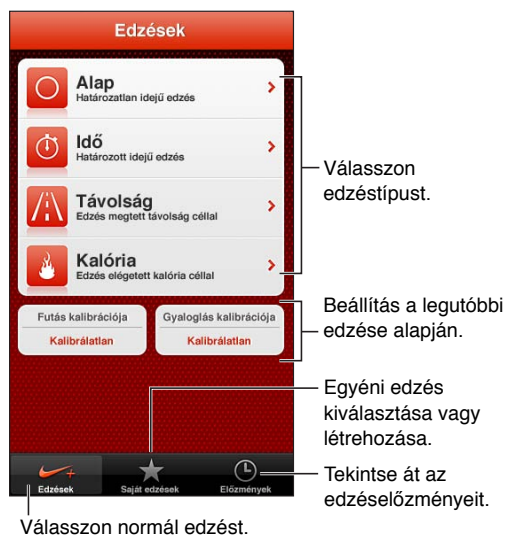 Edzések
Alap
Határozatlan idejű edzés
Idő
Határozott idejű edzés
Távolság
Edzés megtett távolság céllal
Kalória
Edzés elégetett kalória céllal
Válasszon
edzéstípust.
Futás kalibrációja
Kalibrálatlan
Gyaloglás kalibrációja
Kalibrálatlan
Beállítás a legutóbbi
edzése alapján.
Egyéni edzés
kiválasztása vagy
létrehozása.
Edzések
Saját edzések
Előzmények
Tekintse át az
edzéselőzményeit.
Válasszon normál edzést.